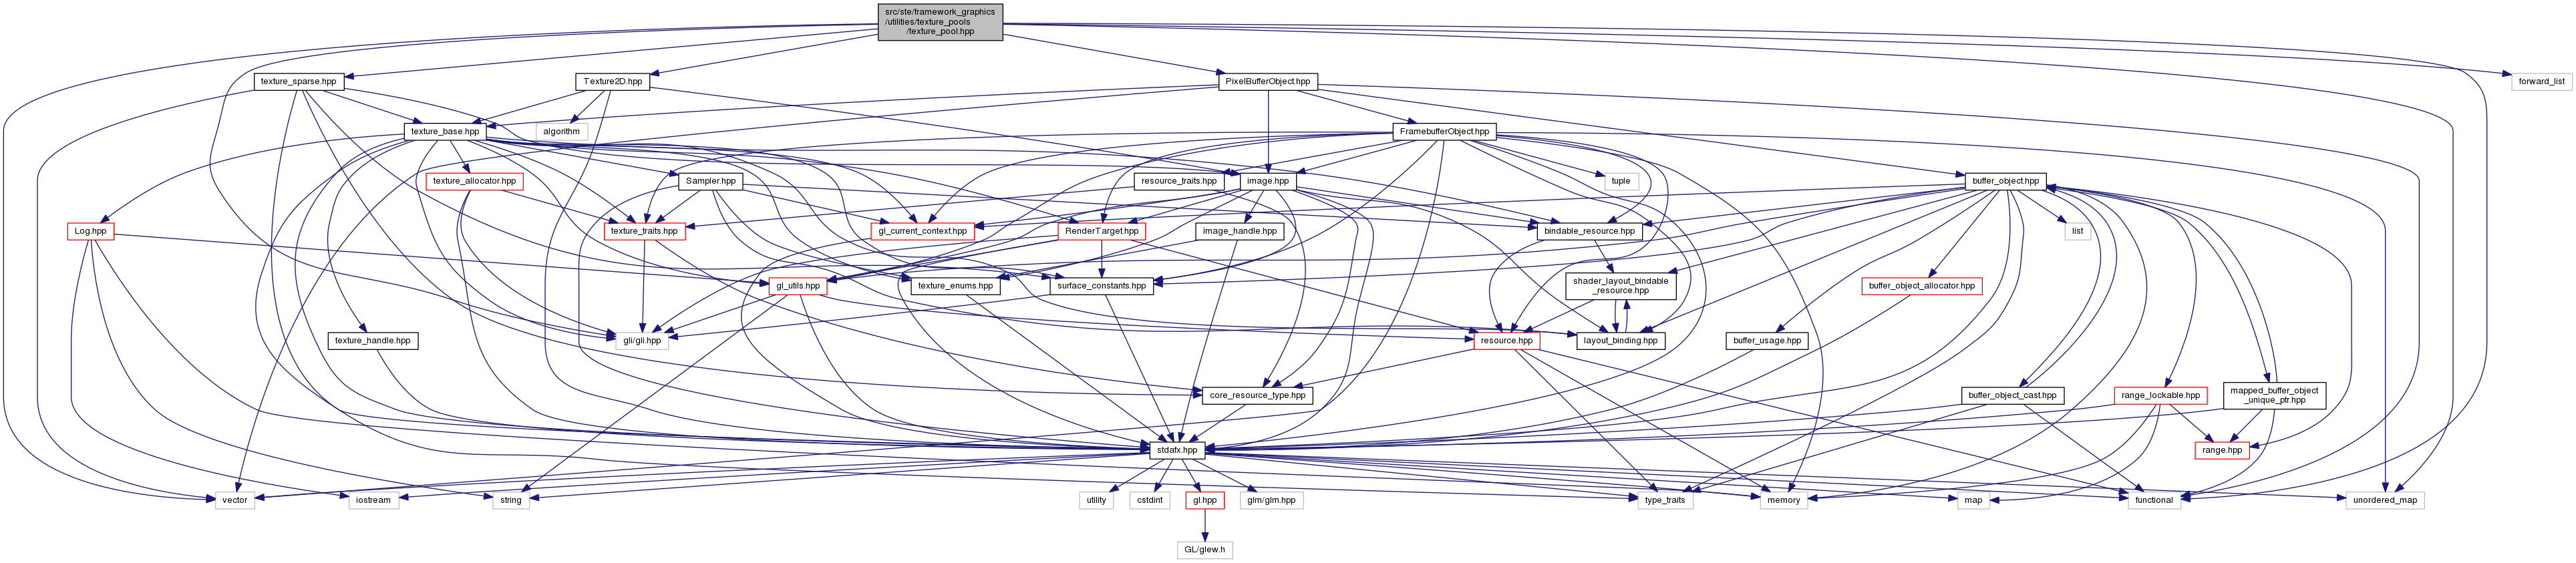 src/ste/framework_graphics
/utilities/texture_pools
/texture_pool.hpp
texture_sparse.hpp
Texture2D.hpp
PixelBufferObject.hpp
forward_list
texture_base.hpp
algorithm
FramebufferObject.hpp
texture_allocator.hpp
Sampler.hpp
resource_traits.hpp
image.hpp
tuple
buffer_object.hpp
Log.hpp
texture_traits.hpp
gl_current_context.hpp
RenderTarget.hpp
image_handle.hpp
bindable_resource.hpp
list
gl_utils.hpp
texture_enums.hpp
surface_constants.hpp
shader_layout_bindable
_resource.hpp
buffer_object_allocator.hpp
texture_handle.hpp
gli/gli.hpp
resource.hpp
layout_binding.hpp
buffer_usage.hpp
core_resource_type.hpp
buffer_object_cast.hpp
range_lockable.hpp
mapped_buffer_object
_unique_ptr.hpp
stdafx.hpp
range.hpp
vector
iostream
string
utility
cstdint
gl.hpp
glm/glm.hpp
type_traits
memory
map
functional
unordered_map
GL/glew.h